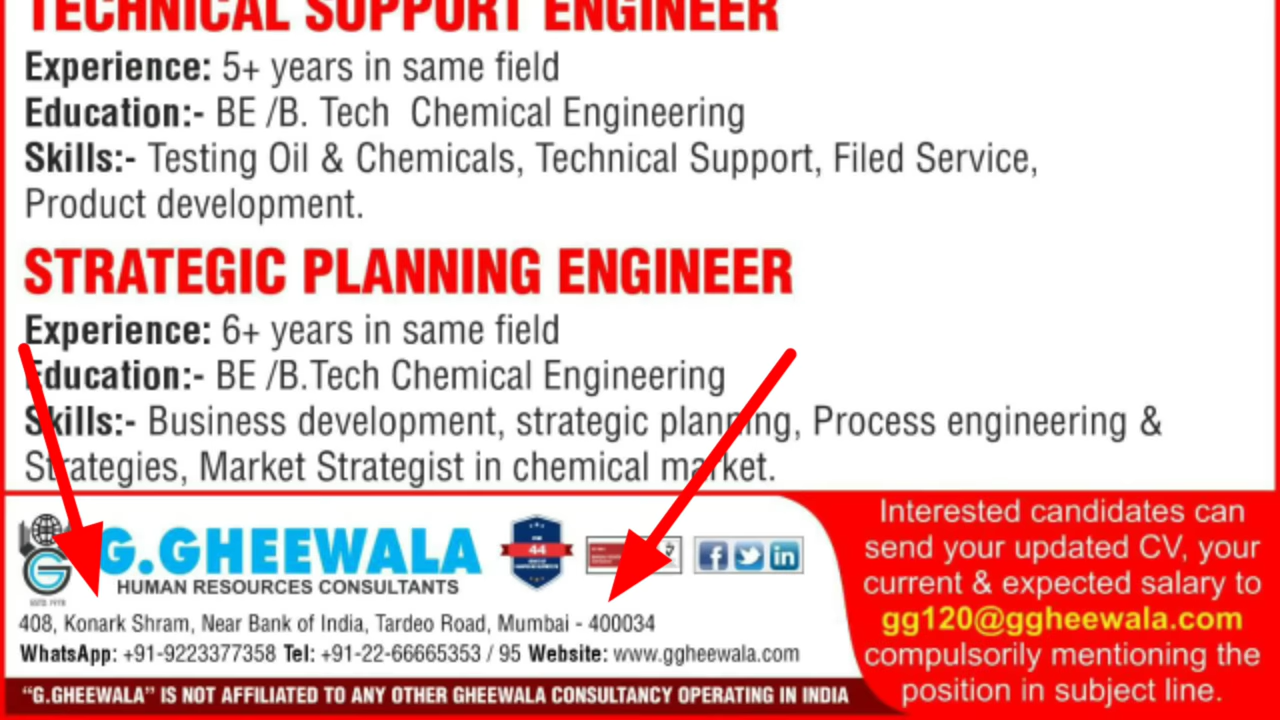 TECHNICAL SUPPORT ENGINEER
Experience: 5+ years in same field
Education:- BE /B. Tech Chemical Engineering
Skills:- Testing Oil & Chemicals, Technical Support, Filed Service,
Product development.
STRATEGIC PLANNING ENGINEER
Experience: 6+ years in same field
Education:- BE /B.Tech Chemical Engineering
Skills:- Business development, strategic planning, Process engineering &
Strategies, Market Strategist in chemical market.
G.GHEEWALA
HUMAN RESOURCES CONSULTANTS
44
408, Konark Shram, Near Bank of India, Tardeo Road, Mumbai - 400034
WhatsApp: +91-9223377358 Tel: +91-22-66665353 / 95 Website: www.ggheewala.com
"G.GHEEWALA" IS NOT AFFILIATED TO ANY OTHER GHEEWALA CONSULTANCY OPERATING IN INDIA
Interested candidates can
send your updated CV, your
current & expected salary to
gg120@ggheewala.com
compulsorily mentioning the
position in subject line.